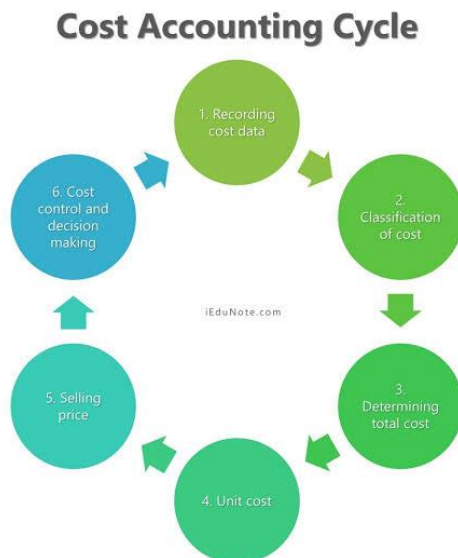 Cost Accounting Cycle
1. Recording
cost data
2.
Classification
of cost
3.
Determining
total cost
4. Unit cost
5. Selling
price
6. Cost
control and
decision
making
iEduNote.com